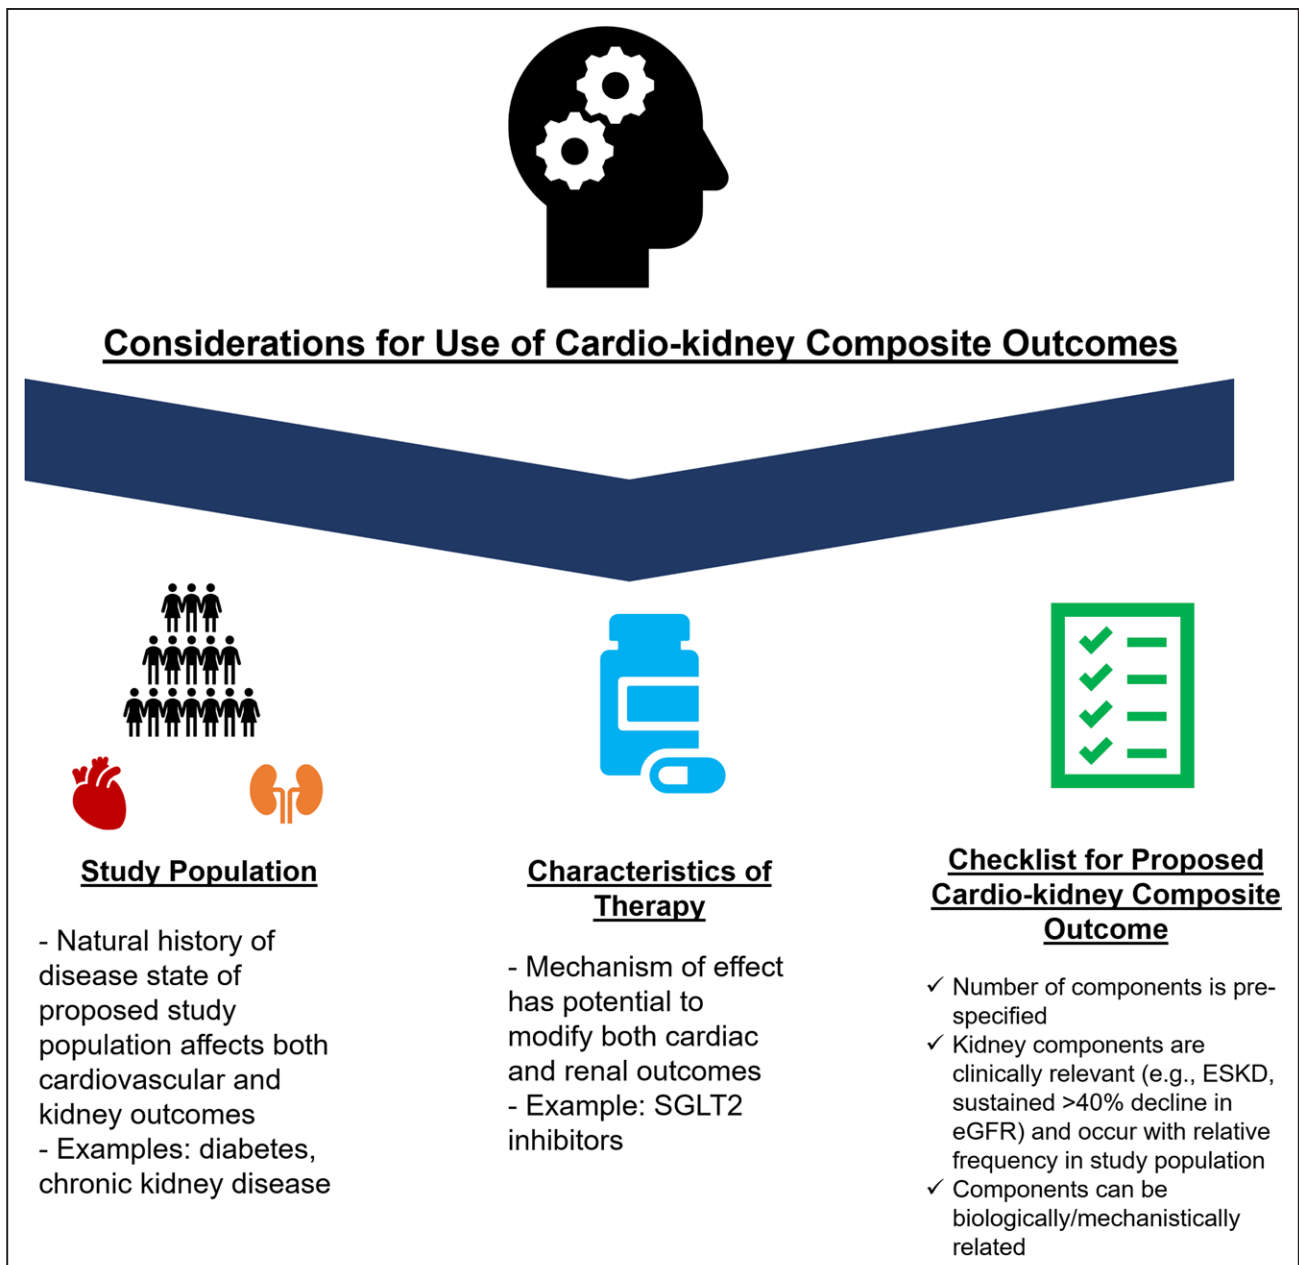 Considerations for Use of Cardio-kidney Composite Outcomes
Study Population
- Natural history of
disease state of
proposed study
population affects both
cardiovascular and
kidney outcomes
- Examples: diabetes,
chronic kidney disease
Characteristics of
Therapy
- Mechanism of effect
has potential to
modify both cardiac
and renal outcomes
- Example: SGLT2
inhibitors
Checklist for Proposed
Cardio-kidney Composite
Outcome
✓ Number of components is pre-
specified
✓ Kidney components are
clinically relevant (e.g., ESKD,
sustained >40% decline in
eGFR) and occur with relative
frequency in study population
✓ Components can be
biologically/mechanistically
related